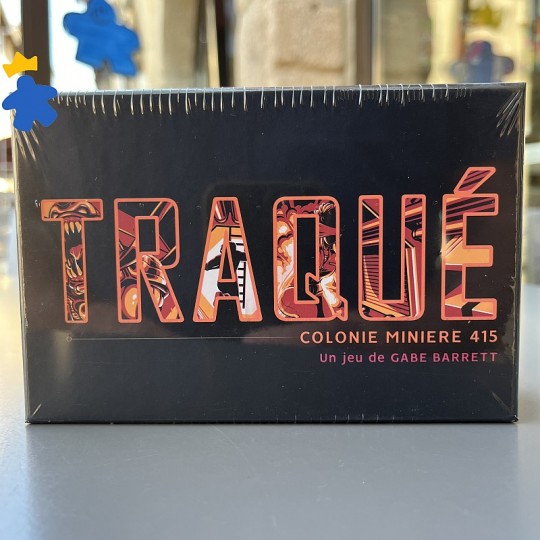 TRAQUÉ
COLONIE MINIERE 415
Un jeu de GABE BARRETT